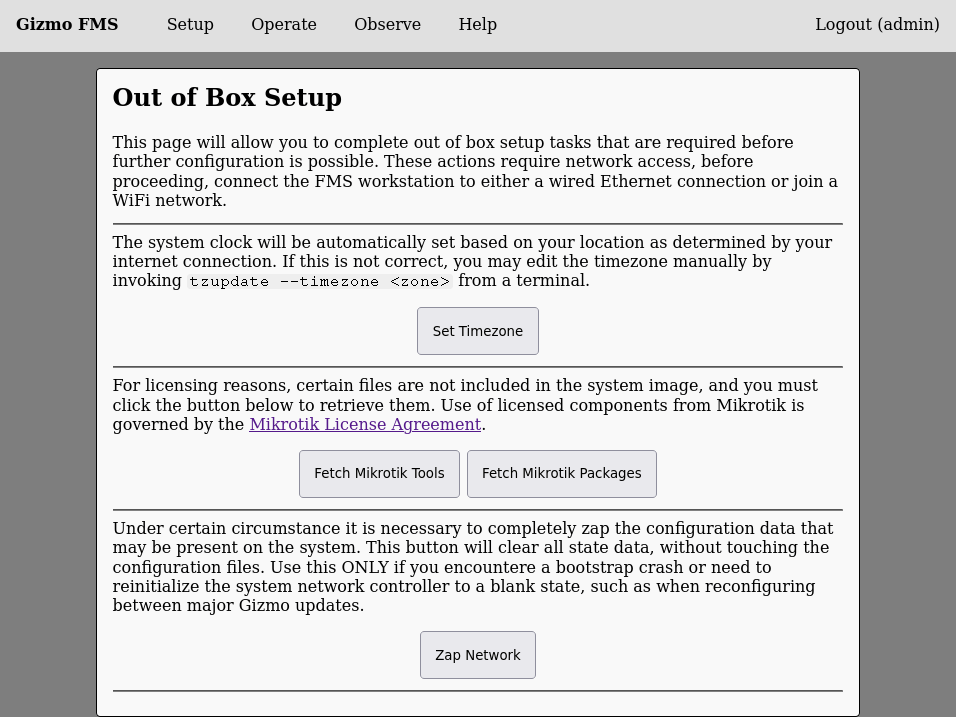 Gizmo FMS Setup Operate Observe Help Logout (admin)
Out of Box Setup
This page will allow you to complete out of box setup tasks that are required before
further configuration is possible. These actions require network access, before
proceeding, connect the FMS workstation to either a wired Ethernet connection or join a
WiFi network.
The system clock will be automatically set based on your location as determined by your
internet connection. If this is not correct, you may edit the timezone manually by
invoking tzupdate --timezone <zone> from a terminal.
Set Timezone
For licensing reasons, certain files are not included in the system image, and you must
click the button below to retrieve them. Use of licensed components from Mikrotik is
governed by the Mikrotik License Agreement.
Fetch Mikrotik Tools Fetch Mikrotik Packages
Under certain circumstance it is necessary to completely zap the configuration data that
may be present on the system. This button will clear all state data, without touching the
configuration files. Use this ONLY if you encountere a bootstrap crash or need to
reinitialize the system network controller to a blank state, such as when reconfiguring
between major Gizmo updates.
Zap Network